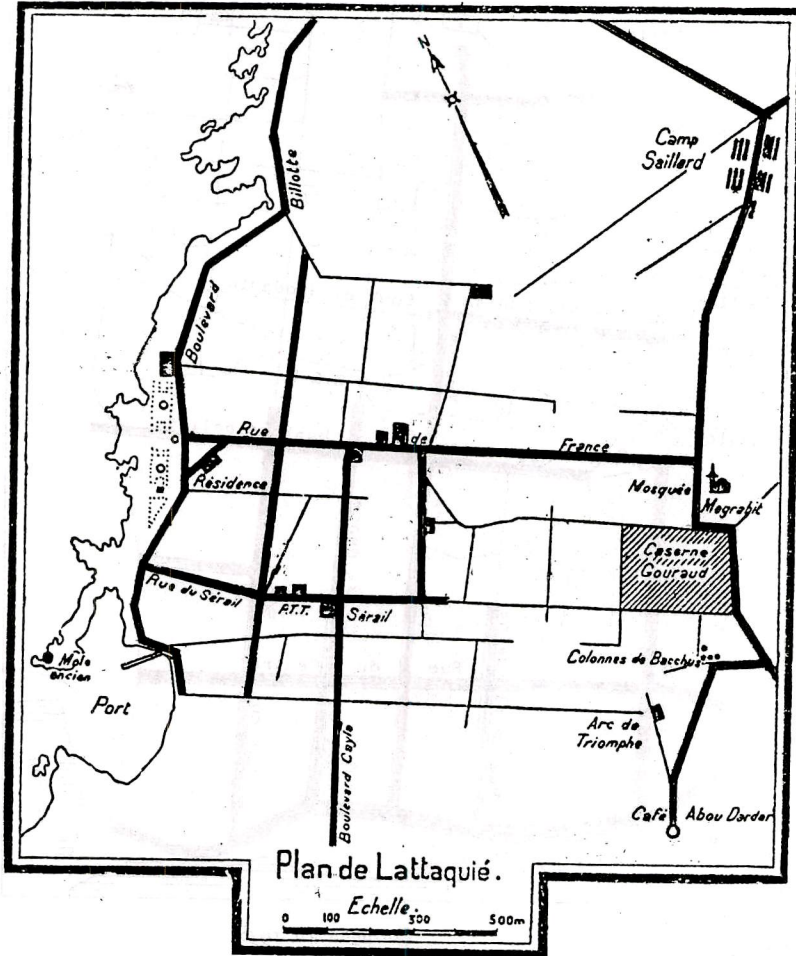 N
Camp
Saillard
Billotte
Boulevard
Rue de France
Résidence
Mosquée
Mograbit
Caserne
Gouraud
Rue du Sérail
P.T.T.
Sérail
Colonnes de Bacchus
Môle
ancien
Port
Arc de
Triomphe
Boulevard Cayla
Café Abou Dardar
Plan de Lattaquié.
Echelle.
0 100 300 500m